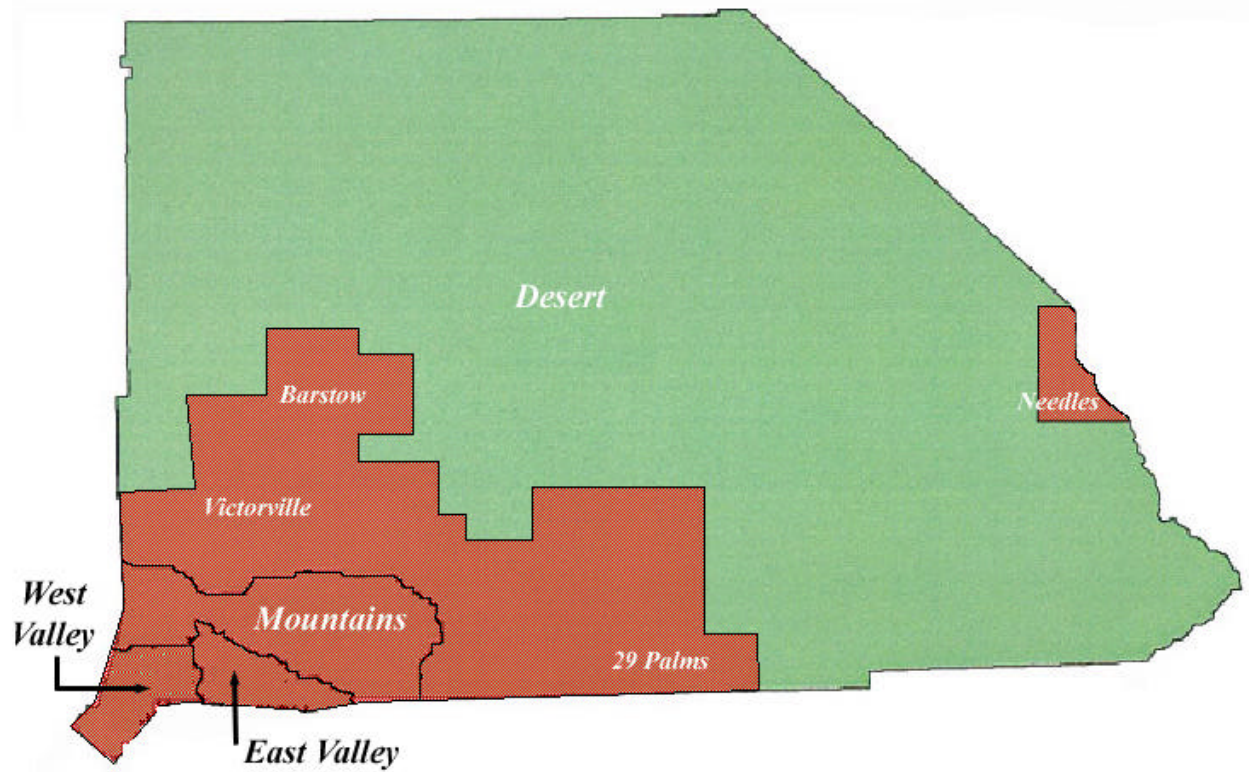 Desert
Barstow
Needles
Victorville
West
Valley
Mountains
29 Palms
East Valley